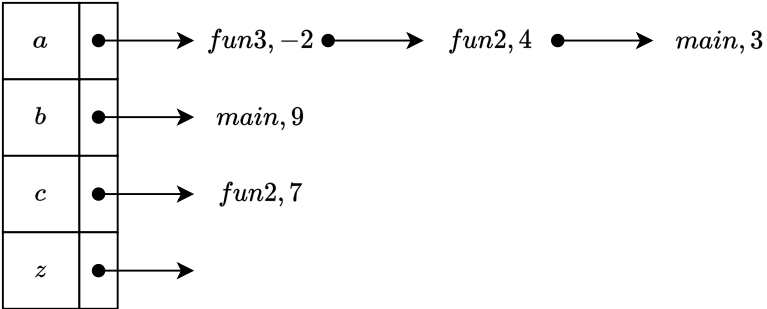 a fun3, −2 fun2, 4 main, 3
b main, 9
c fun2, 7
z